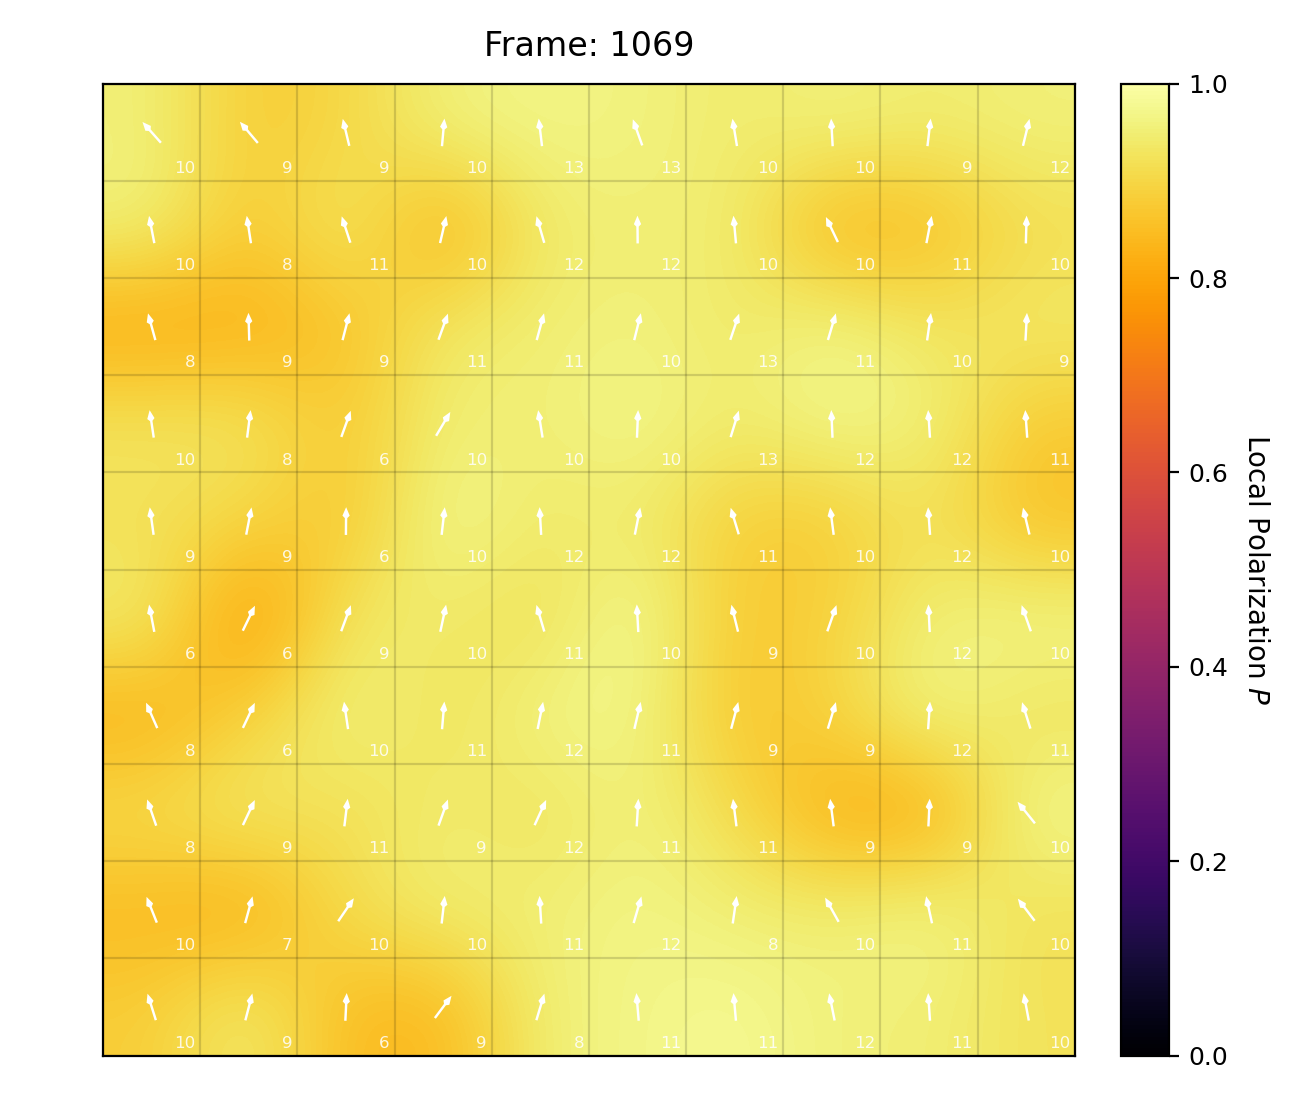 Frame: 1069
10 9 9 10 13 13 10 10 9 12
10 8 11 10 12 12 10 10 11 10
8 9 9 11 11 10 13 11 10 9
10 8 6 10 10 10 13 12 12 11
9 9 6 10 12 12 11 10 12 10
6 6 9 10 11 10 9 10 12 10
8 6 10 11 12 11 9 9 12 11
8 9 11 9 12 11 11 9 9 10
10 7 10 10 11 12 8 10 11 10
10 9 6 9 8 11 11 12 11 10
1.0
0.8
0.6
0.4
0.2
0.0
Local Polarization P